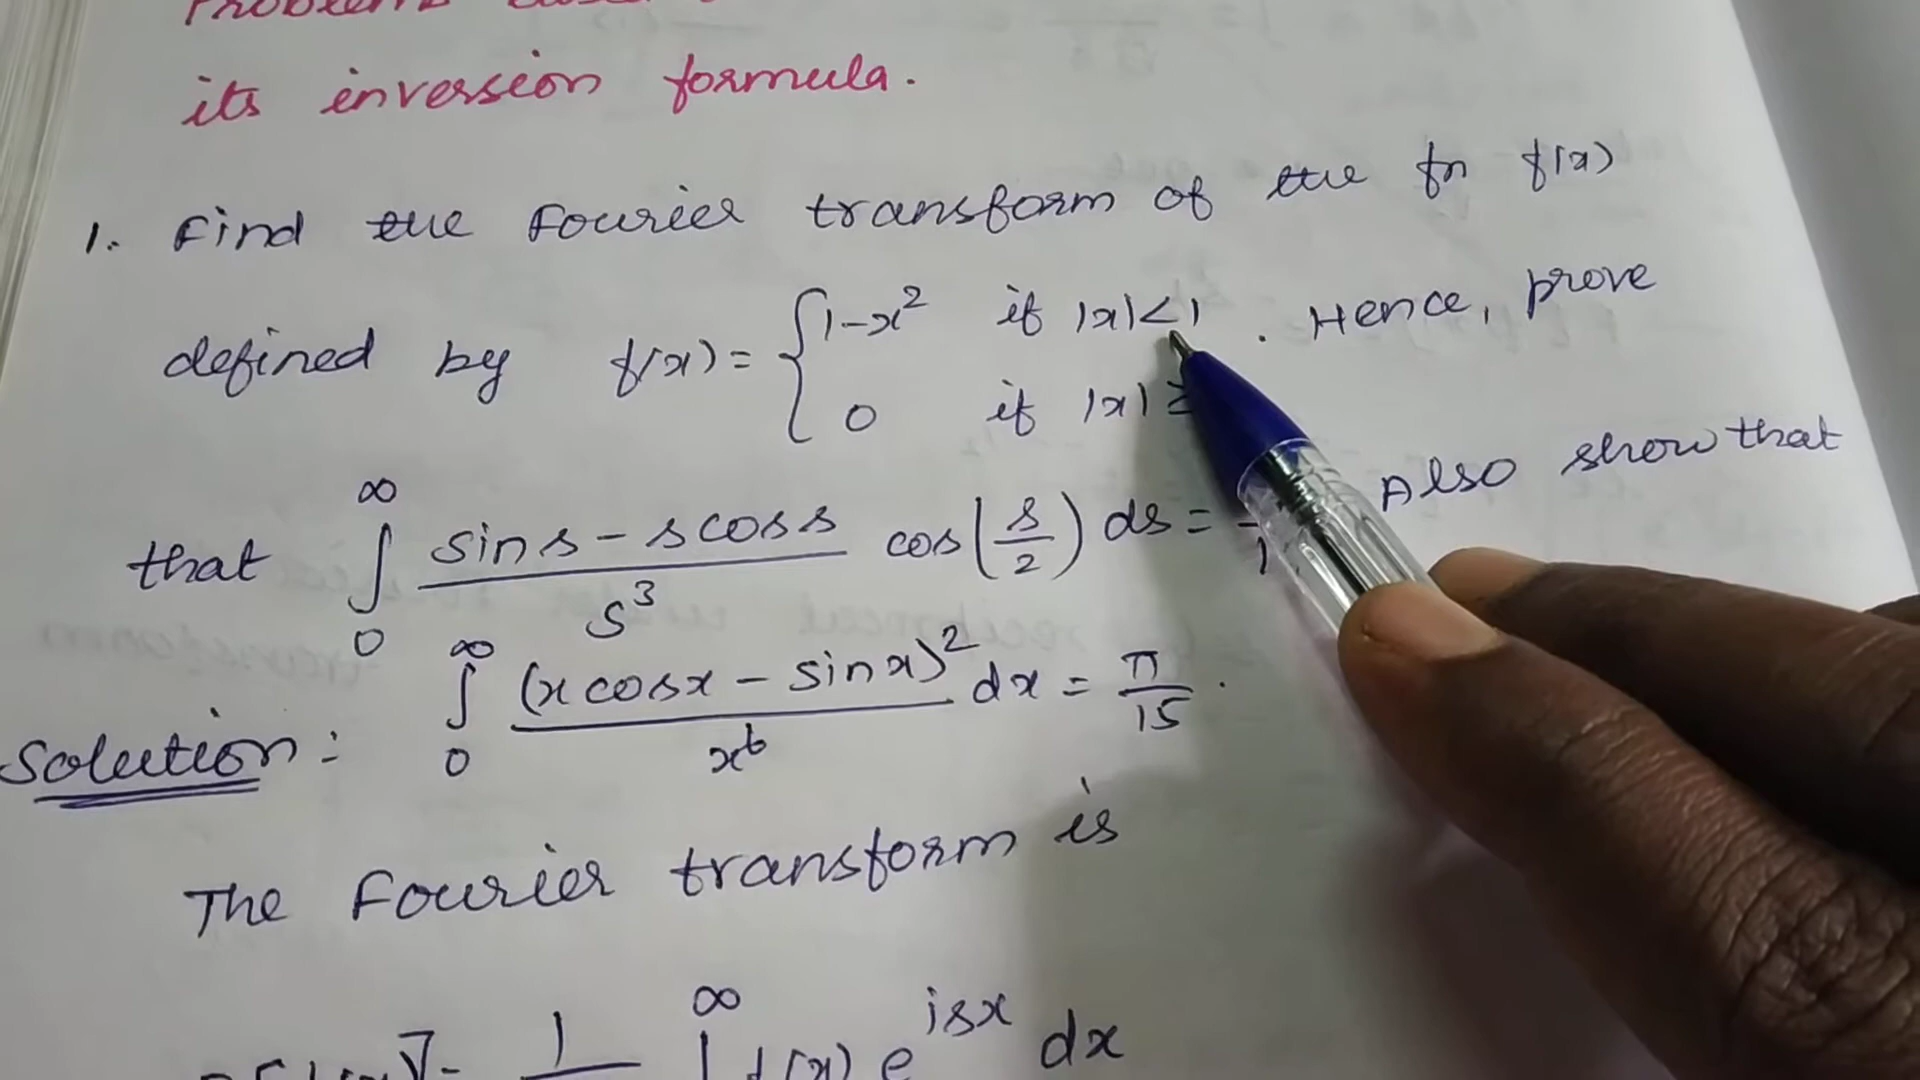 its inversion formula.
1. Find the Fourier transform of the fn f(x)
defined by f(x) = { 1-x² if |x|<1 . Hence, prove
0 if |x| ≥
that ∫₀^∞ (sin s - s cos s)/s³ cos(s/2) ds = Also show that
∫₀^∞ (x cos x - sin x)²/x⁶ dx = π/15.
Solution:
The Fourier transform is
∫^∞ f(x) e^{isx} dx